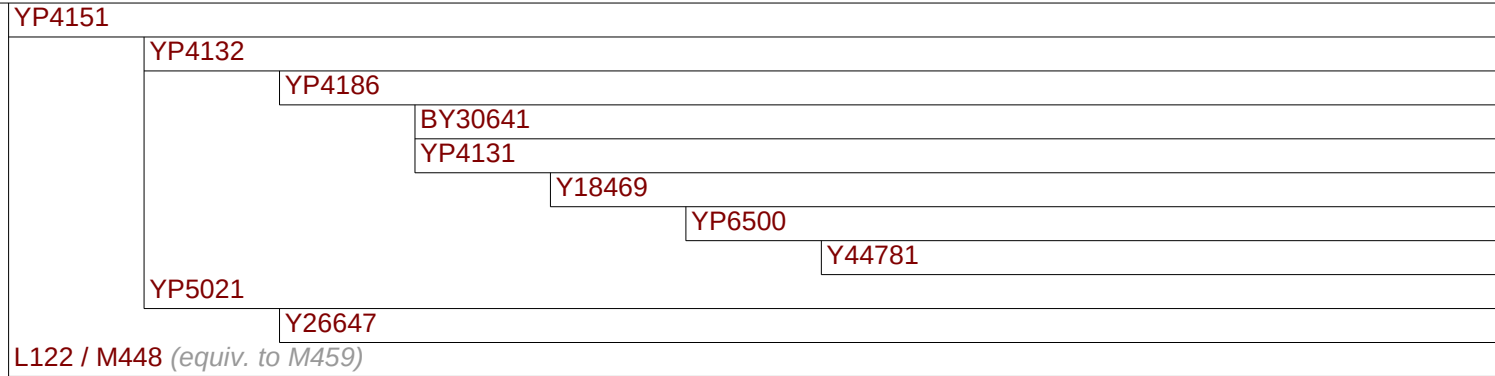 YP4151
YP4132
YP4186
BY30641
YP4131
Y18469
YP6500
Y44781
YP5021
Y26647
L122 / M448 (equiv. to M459)